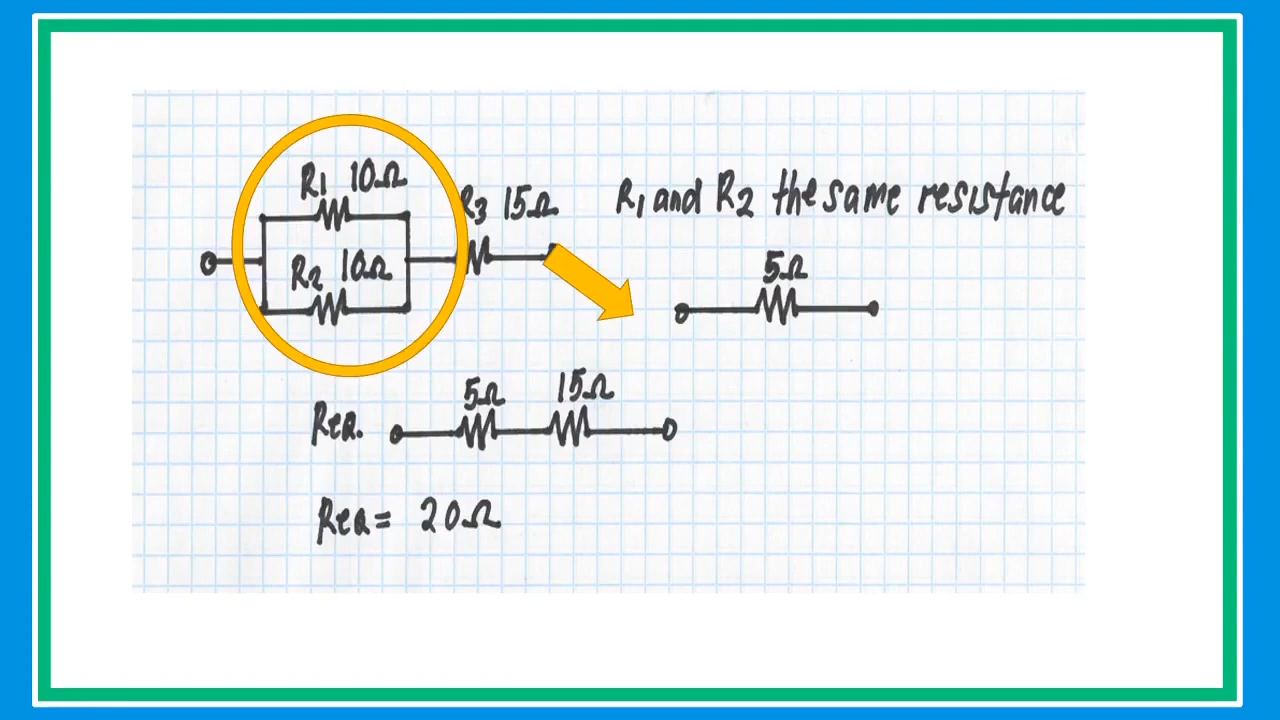 R1 10Ω
R3 15Ω
R1 and R2 the same resistance
R2 10Ω
5Ω
5Ω 15Ω
Req.
Req = 20Ω